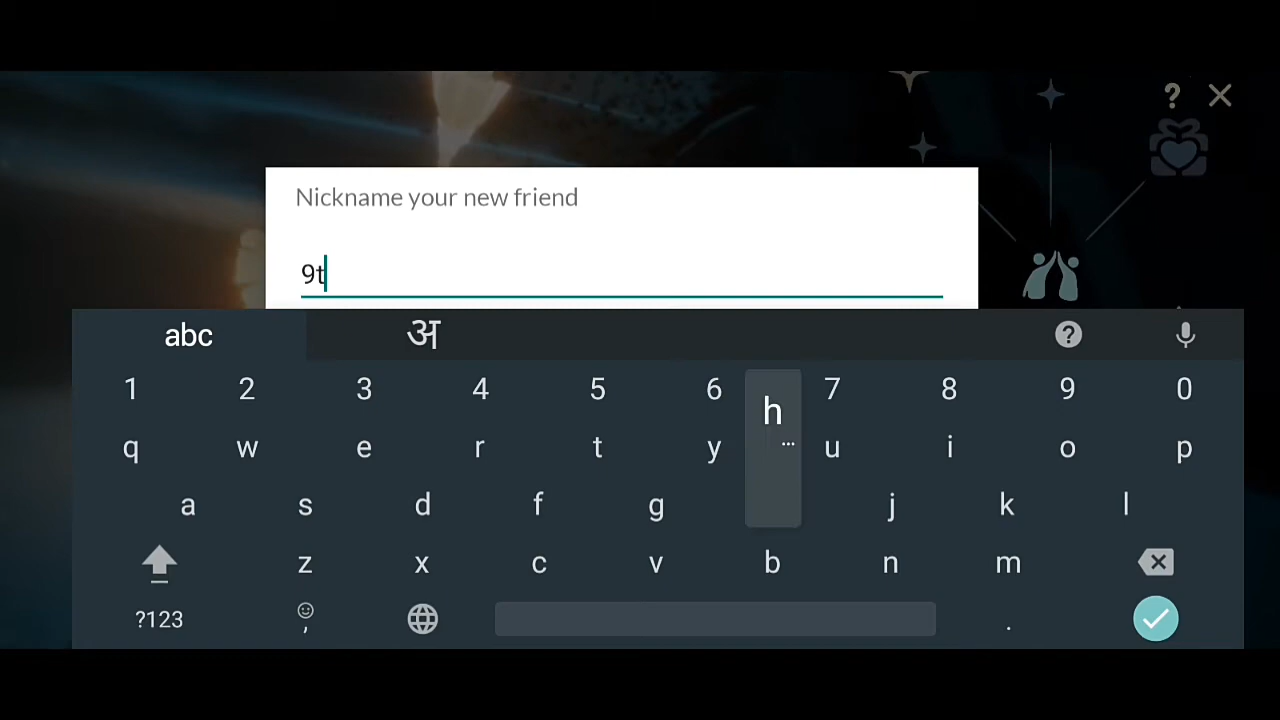 ?
Nickname your new friend
9t
abc अ ?
1 2 3 4 5 6 7 8 9 0
h
q w e r t y u i o p
a s d f g j k l
z x c v b n m
?123 , .